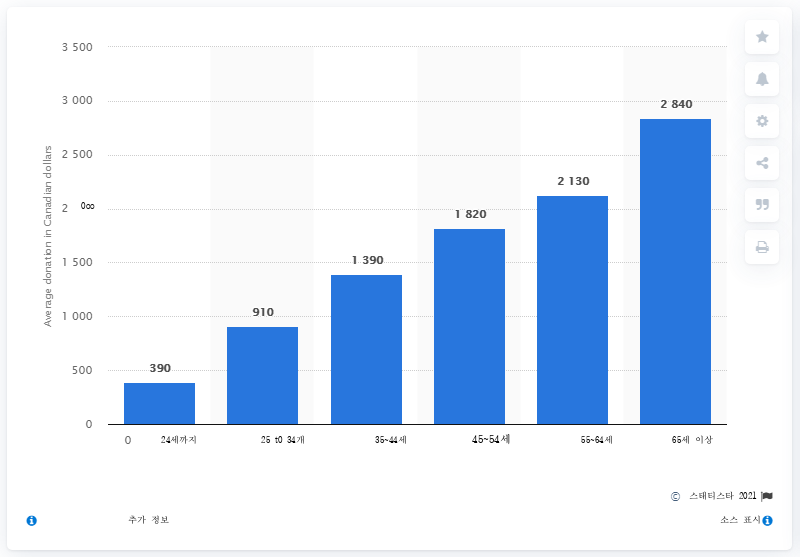 3 500
3 000
2 500
2 0∞
1 500
1 000
500
0
Average donation in Canadian dollars
390
910
1 390
1 820
2 130
2 840
0 24세까지
25 t0 34개
35~44세
45~54세
55~64세
65세 이상
© 스태티스타 2021
추가 정보
소스 표시